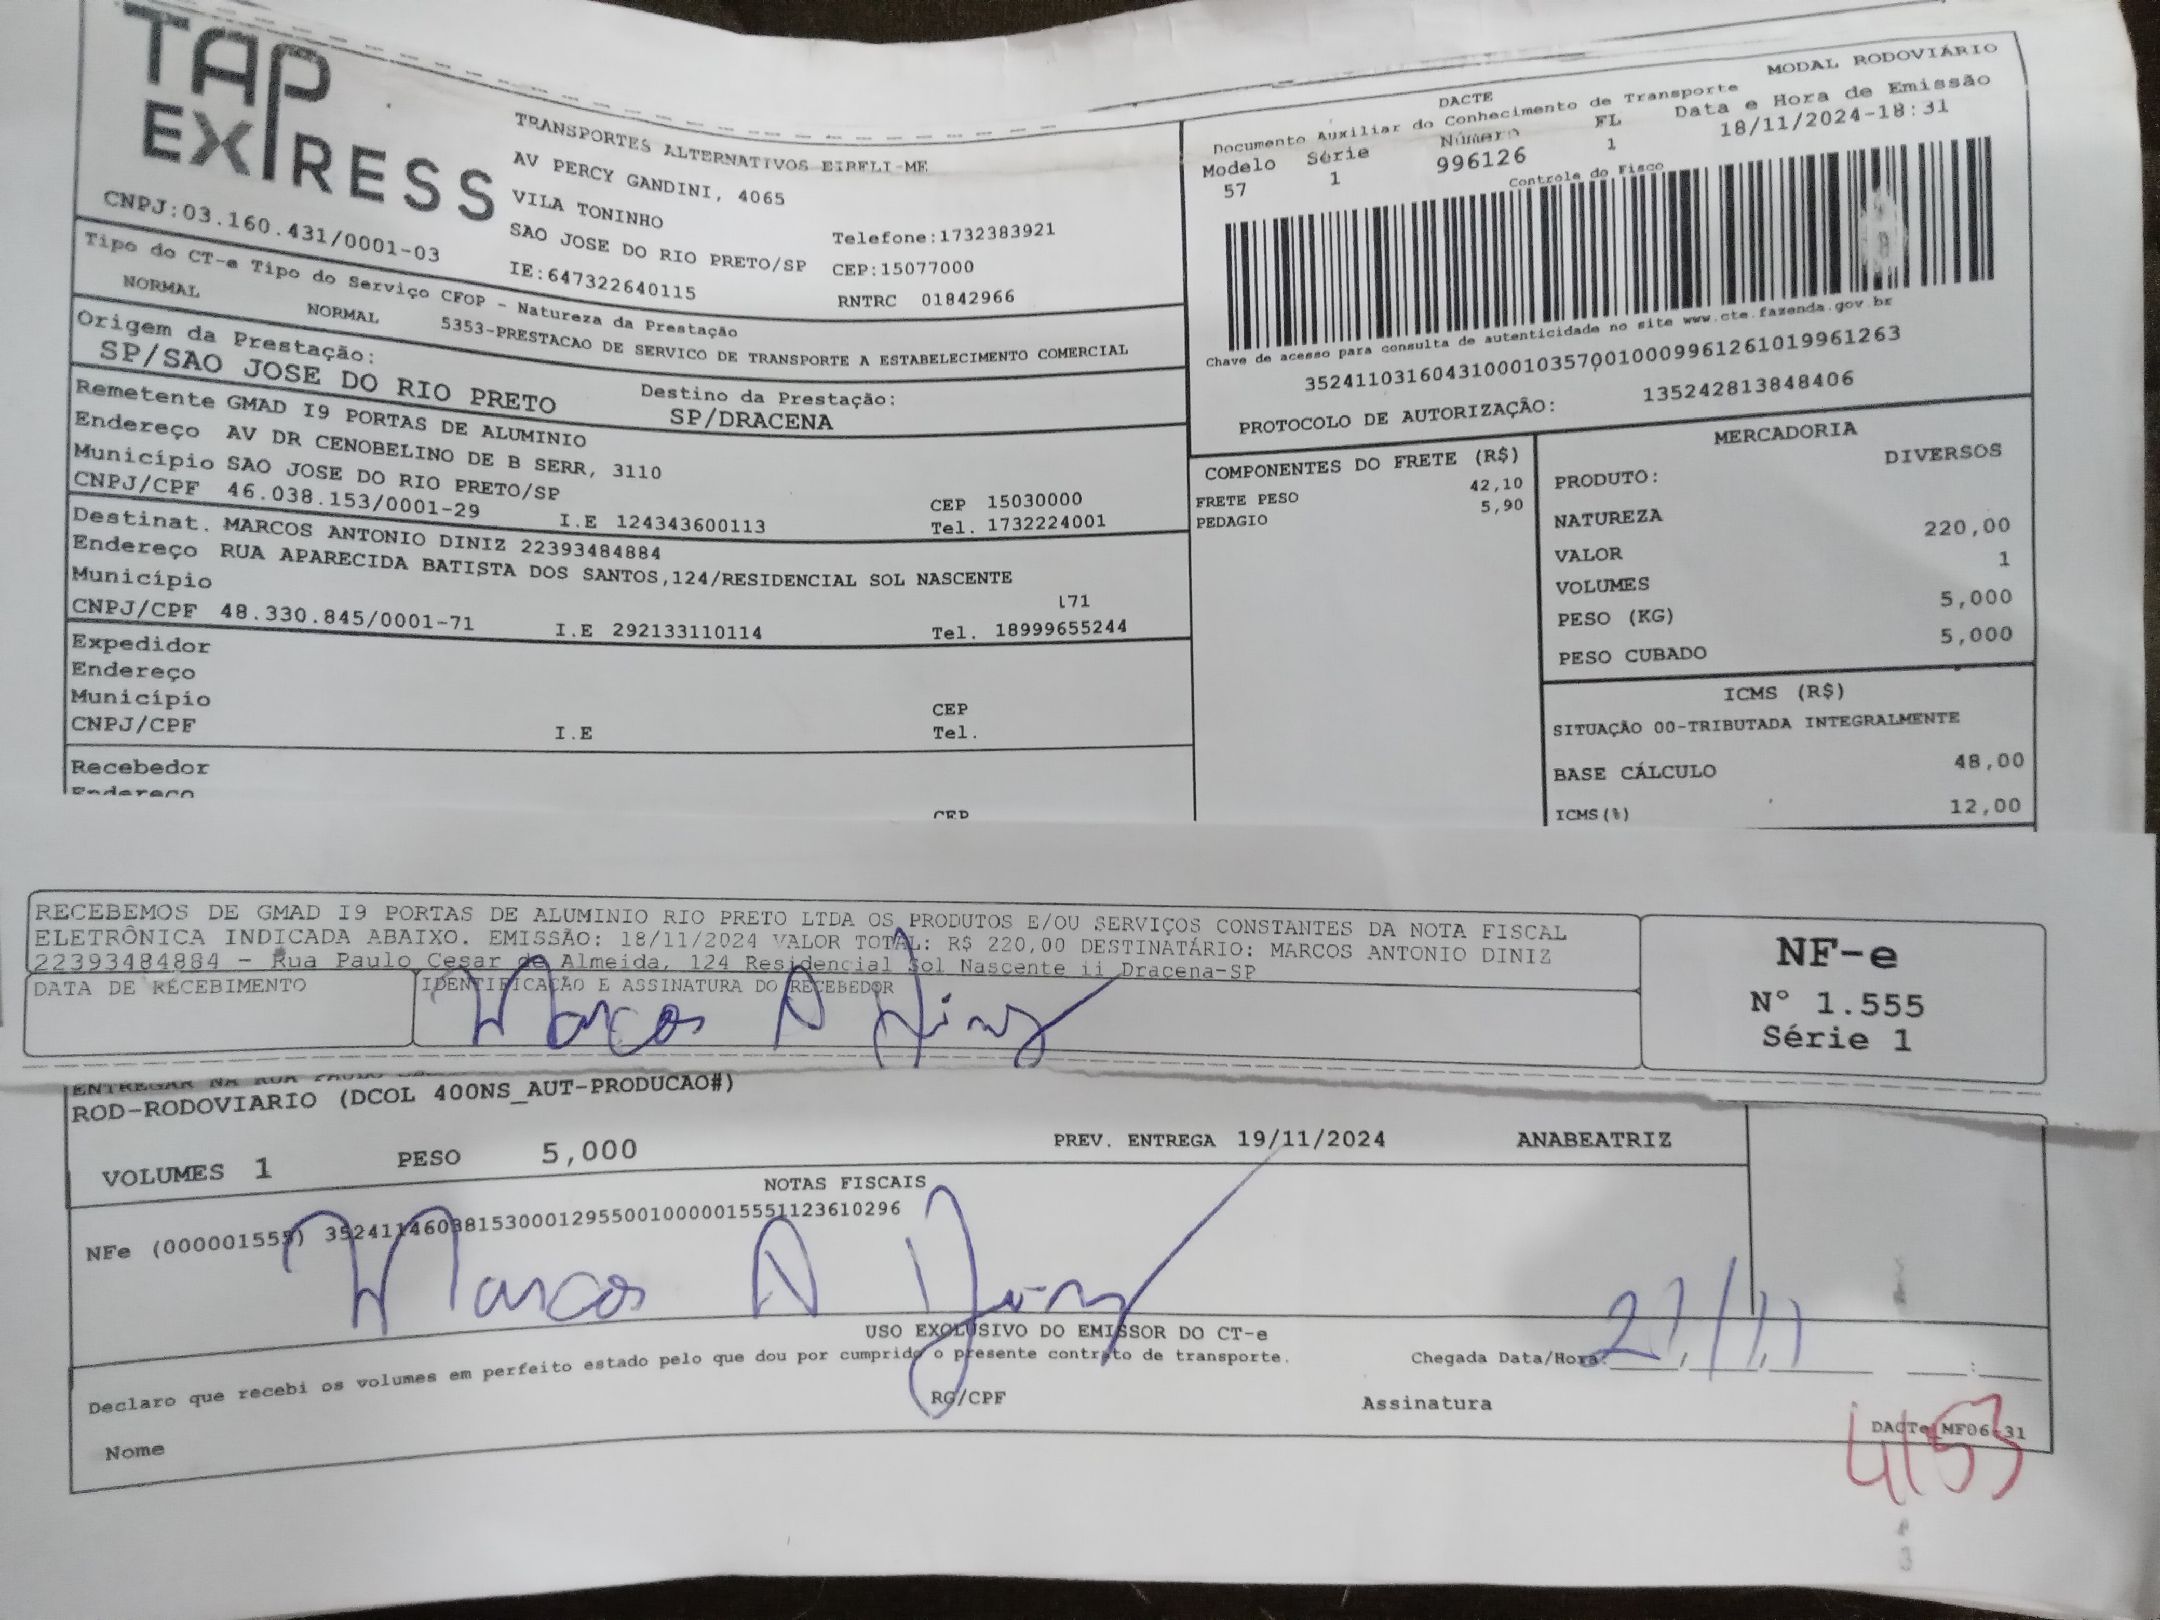 TAP
EXPRESS
CNPJ:03.160.431/0001-03
TRANSPORTES ALTERNATIVOS EIRELI-ME
AV PERCY GANDINI, 4065
VILA TONINHO
SAO JOSE DO RIO PRETO/SP
IE:647322640115
Telefone:1732383921
CEP:15077000
RNTRC 01842966
MODAL RODOVIÁRIO
DACTE
Documento Auxiliar do Conhecimento de Transporte
Modelo Série Número FL Data e Hora de Emissão
57 1 996126 1 18/11/2024-18:31
Controle do Fisco
Chave de acesso para consulta de autenticidade no site www.cte.fazenda.gov.br
35241103160431000103570010009961261019961263
PROTOCOLO DE AUTORIZAÇÃO: 135242813848406
Tipo do CT-e Tipo do Serviço CFOP - Natureza da Prestação
NORMAL NORMAL 5353-PRESTACAO DE SERVICO DE TRANSPORTE A ESTABELECIMENTO COMERCIAL
Origem da Prestação: Destino da Prestação:
SP/SAO JOSE DO RIO PRETO SP/DRACENA
Remetente GMAD I9 PORTAS DE ALUMINIO
Endereço AV DR CENOBELINO DE B SERR, 3110
Município SAO JOSE DO RIO PRETO/SP CEP 15030000
CNPJ/CPF 46.038.153/0001-29 I.E 124343600113 Tel. 1732224001
Destinat. MARCOS ANTONIO DINIZ 22393484884
Endereço RUA APARECIDA BATISTA DOS SANTOS,124/RESIDENCIAL SOL NASCENTE
Município 171
CNPJ/CPF 48.330.845/0001-71 I.E 292133110114 Tel. 18999655244
Expedidor
Endereço
Município CEP
CNPJ/CPF I.E Tel.
Recebedor
Endereço
CEP
COMPONENTES DO FRETE (R$)
FRETE PESO 42,10
PEDAGIO 5,90
MERCADORIA
PRODUTO: DIVERSOS
NATUREZA
VALOR 220,00
VOLUMES 1
PESO (KG) 5,000
PESO CUBADO 5,000
ICMS (R$)
SITUAÇÃO 00-TRIBUTADA INTEGRALMENTE
BASE CÁLCULO 48,00
ICMS(%) 12,00
RECEBEMOS DE GMAD I9 PORTAS DE ALUMINIO RIO PRETO LTDA OS PRODUTOS E/OU SERVIÇOS CONSTANTES DA NOTA FISCAL
ELETRÔNICA INDICADA ABAIXO. EMISSÃO: 18/11/2024 VALOR TOTAL: R$ 220,00 DESTINATÁRIO: MARCOS ANTONIO DINIZ
22393484884 - Rua Paulo Cesar de Almeida, 124 Residencial Sol Nascente ii Dracena-SP
DATA DE RECEBIMENTO IDENTIFICAÇÃO E ASSINATURA DO RECEBEDOR
Marcos A Diniz
NF-e
Nº 1.555
Série 1
ENTREGAR NA RUA PAULO
ROD-RODOVIARIO (DCOL 400NS_AUT-PRODUCAO#)
VOLUMES 1 PESO 5,000 PREV. ENTREGA 19/11/2024 ANABEATRIZ
NOTAS FISCAIS
NFe (000001555) 35241146038153000129550010000015551123610296
Marcos A Diniz
USO EXCLUSIVO DO EMISSOR DO CT-e
Declaro que recebi os volumes em perfeito estado pelo que dou por cumprido o presente contrato de transporte.
Chegada Data/Hora: 21/11
Nome RG/CPF Assinatura
DACTe_MF06-31
4153